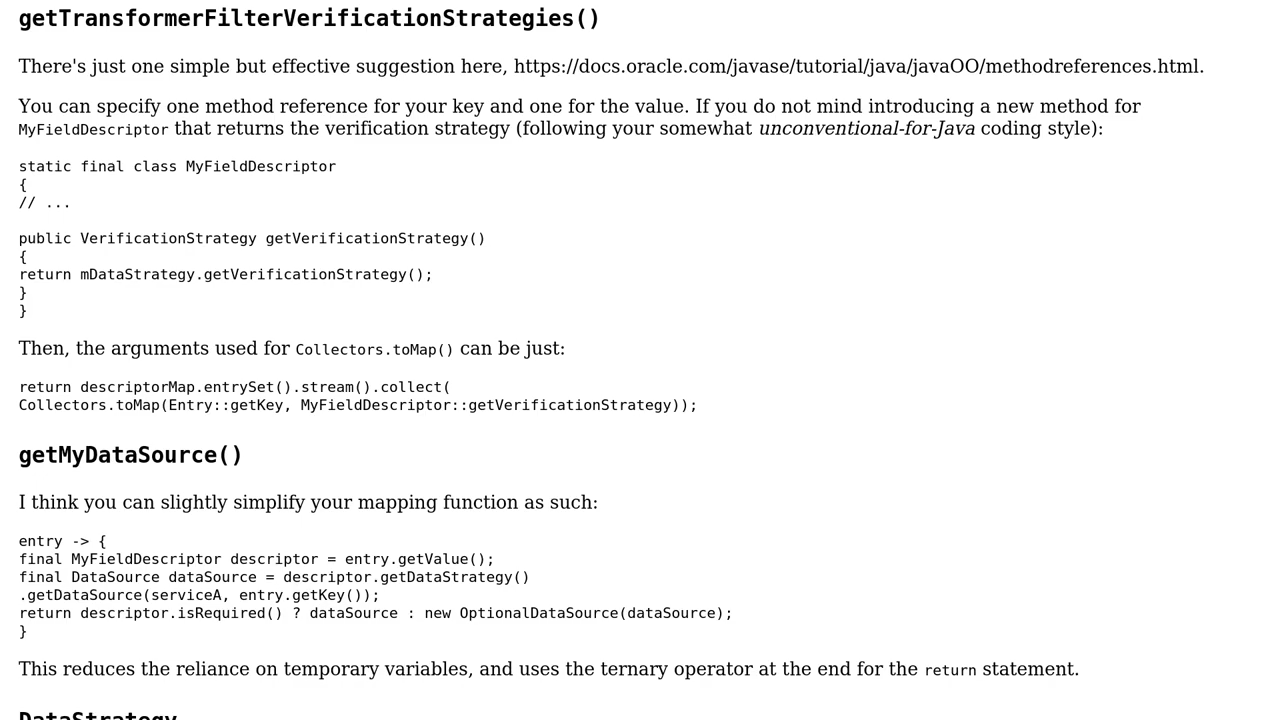 getTransformerFilterVerificationStrategies()
There's just one simple but effective suggestion here, https://docs.oracle.com/javase/tutorial/java/javaOO/methodreferences.html.
You can specify one method reference for your key and one for the value. If you do not mind introducing a new method for
MyFieldDescriptor that returns the verification strategy (following your somewhat unconventional-for-Java coding style):
static final class MyFieldDescriptor
{
// ...
public VerificationStrategy getVerificationStrategy()
{
return mDataStrategy.getVerificationStrategy();
}
}
Then, the arguments used for Collectors.toMap() can be just:
return descriptorMap.entrySet().stream().collect(
Collectors.toMap(Entry::getKey, MyFieldDescriptor::getVerificationStrategy));
getMyDataSource()
I think you can slightly simplify your mapping function as such:
entry -> {
final MyFieldDescriptor descriptor = entry.getValue();
final DataSource dataSource = descriptor.getDataStrategy()
.getDataSource(serviceA, entry.getKey());
return descriptor.isRequired() ? dataSource : new OptionalDataSource(dataSource);
}
This reduces the reliance on temporary variables, and uses the ternary operator at the end for the return statement.
DataStrategy